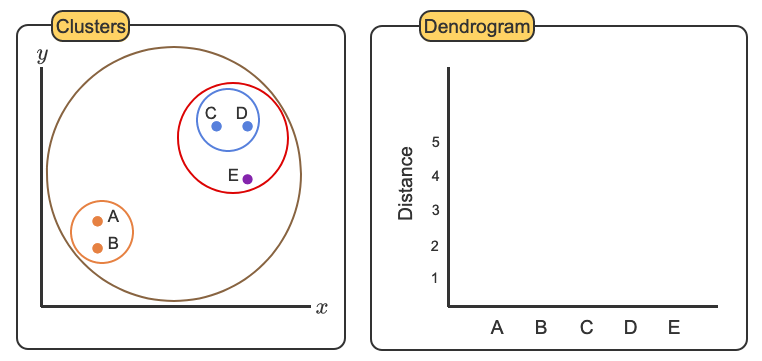 Clusters
y
C D
E
A
B
x
Dendrogram
Distance
5
4
3
2
1
A B C D E